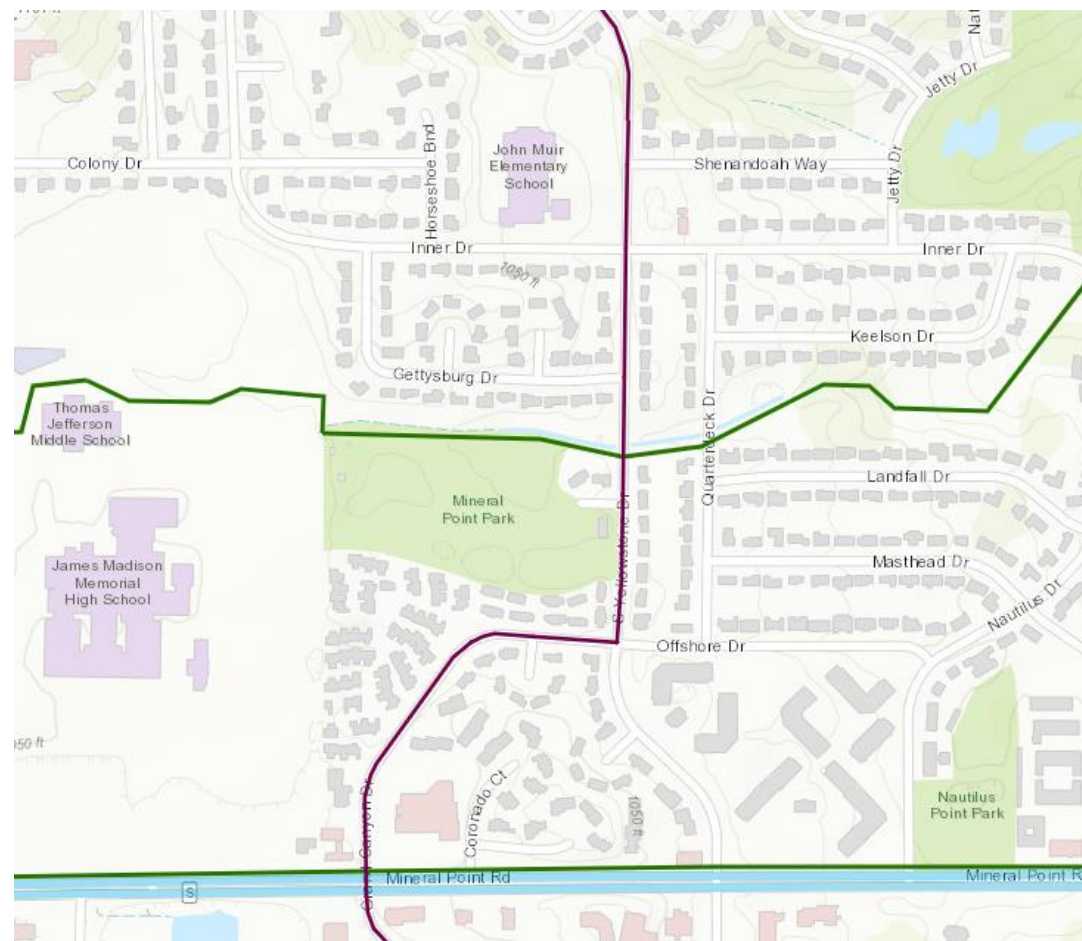 Jetty Dr
Colony Dr
Horseshoe Bnd
John Muir
Elementary
School
Shenandoah Way
Jetty Dr
Inner Dr
Inner Dr
1050 ft
Keelson Dr
Gettysburg Dr
Thomas
Jefferson
Middle School
Quarterdeck Dr
Landfall Dr
Mineral
Point Park
S Yellowstone Dr
James Madison
Memorial
High School
Masthead Dr
Nautilus Dr
Offshore Dr
50 ft
Coronado Ct
1050 ft
Nautilus
Point Park
Canyon Dr
Mineral Point Rd
Mineral Point R
S